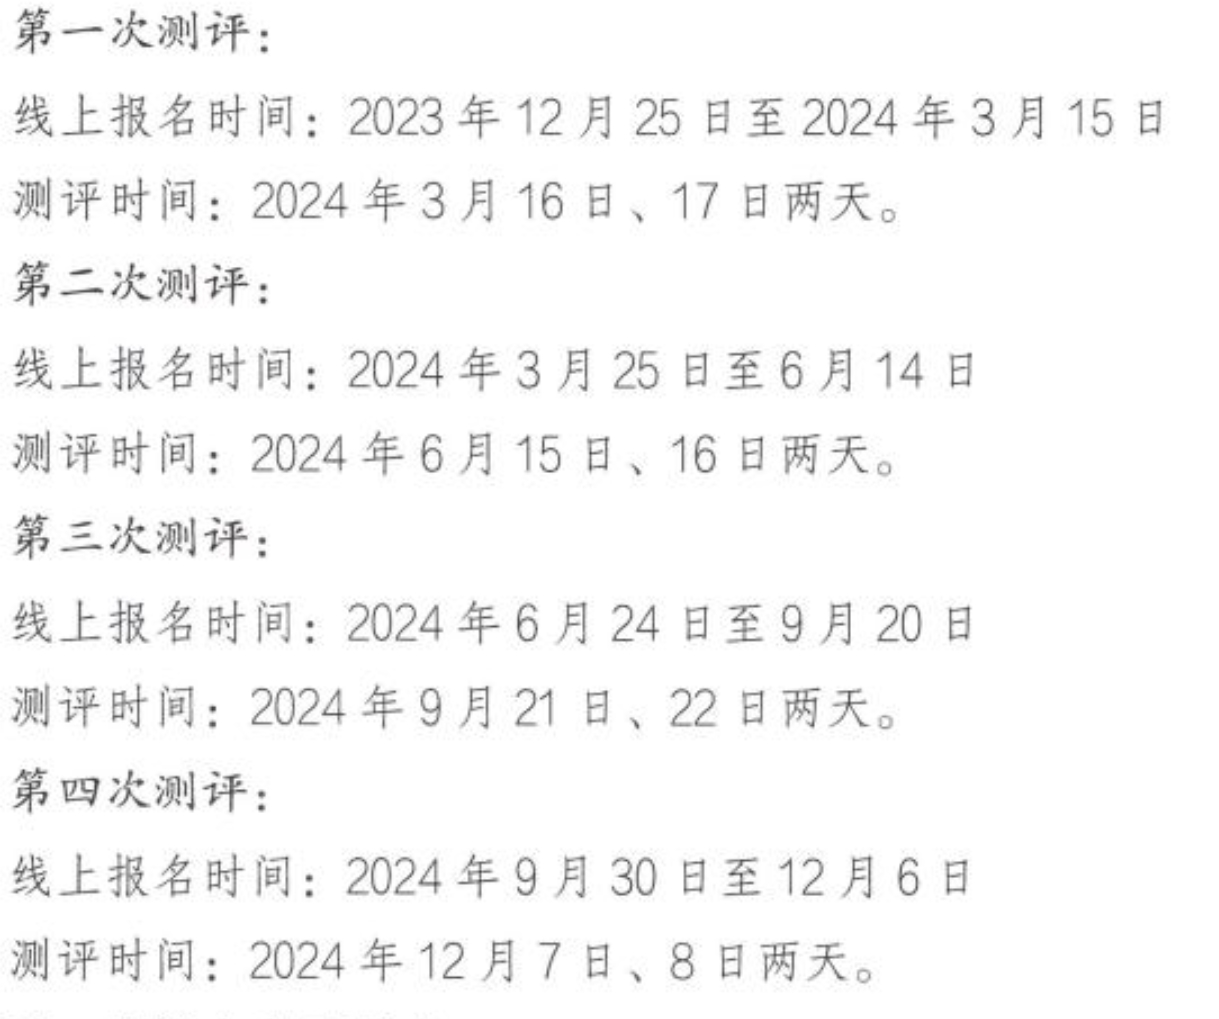 第一次测评：
线上报名时间：2023 年 12 月 25 日至 2024 年 3 月 15 日
测评时间：2024 年 3 月 16 日、17 日两天。
第二次测评：
线上报名时间：2024 年 3 月 25 日至 6 月 14 日
测评时间：2024 年 6 月 15 日、16 日两天。
第三次测评：
线上报名时间：2024 年 6 月 24 日至 9 月 20 日
测评时间：2024 年 9 月 21 日、22 日两天。
第四次测评：
线上报名时间：2024 年 9 月 30 日至 12 月 6 日
测评时间：2024 年 12 月 7 日、8 日两天。